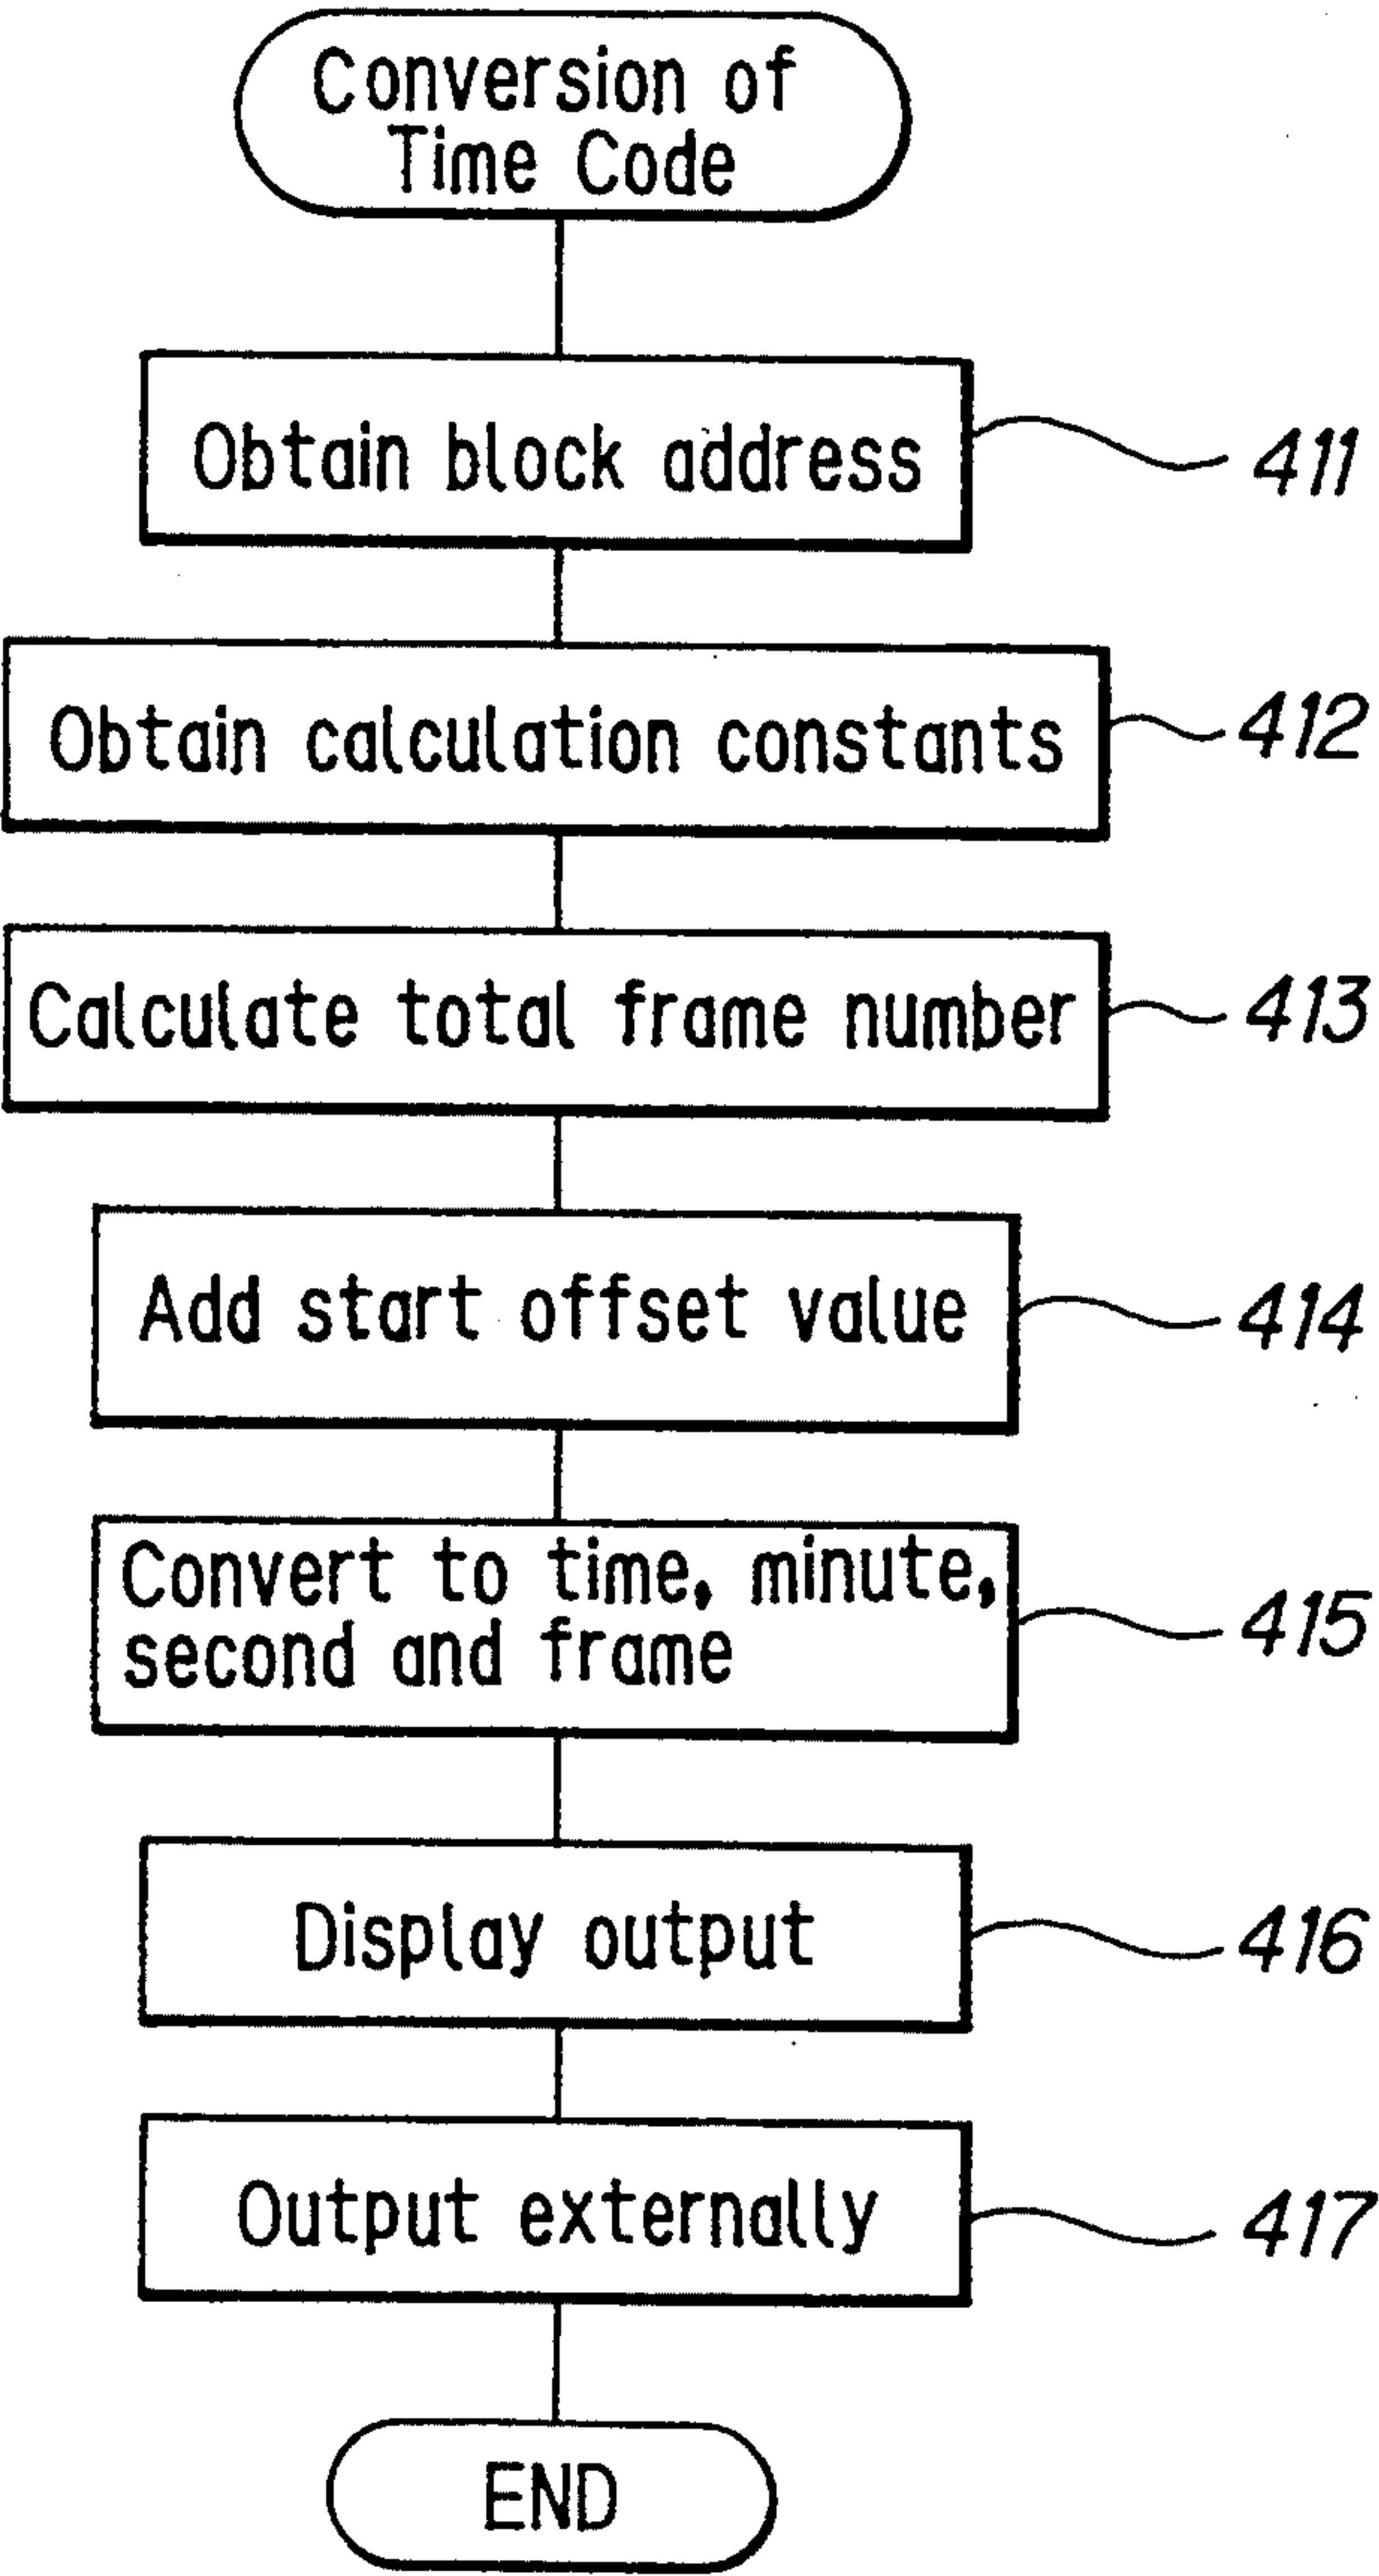 Conversion of
Time Code
Obtain block address
411
Obtain calculation constants
412
Calculate total frame number
413
Add start offset value
414
Convert to time, minute,
second and frame
415
Display output
416
Output externally
417
END